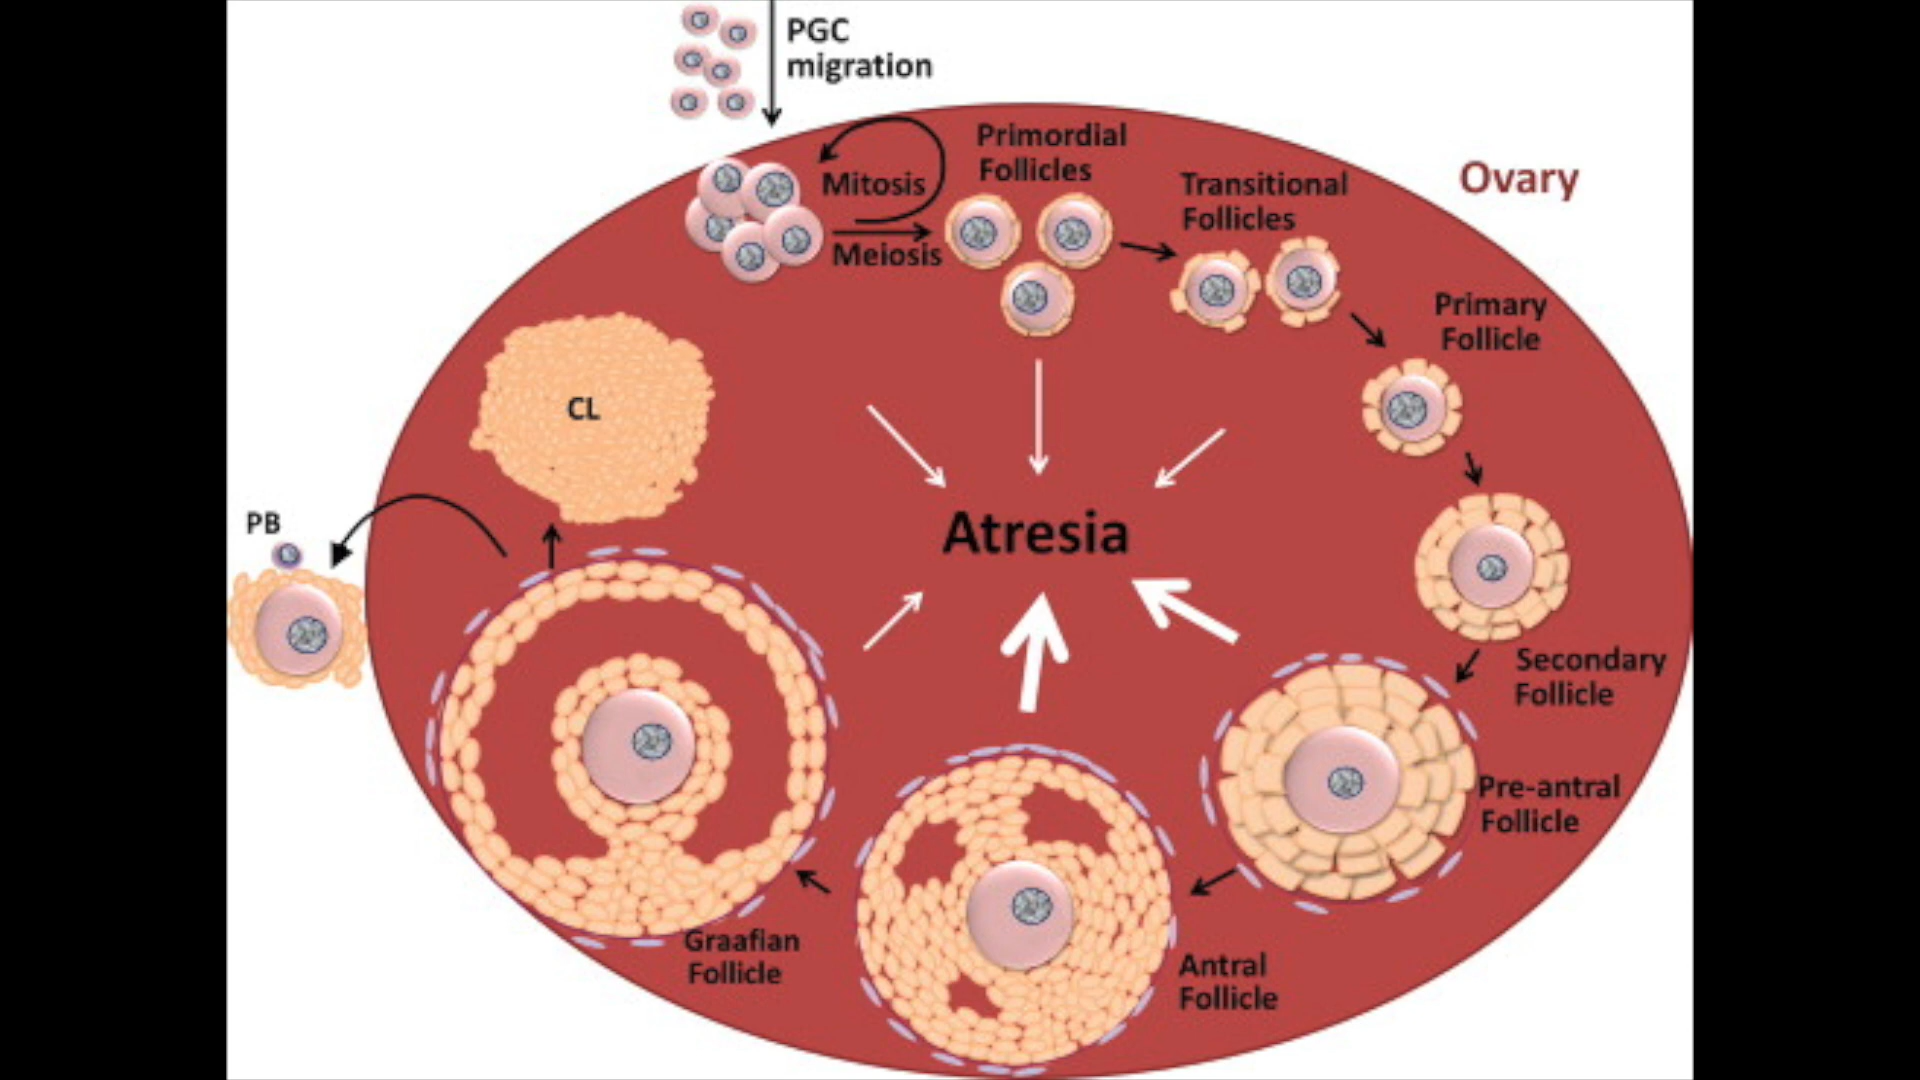 PGC
migration
Primordial
Follicles
Mitosis
Meiosis
Transitional
Follicles
Ovary
Primary
Follicle
CL
Atresia
PB
Secondary
Follicle
Pre-antral
Follicle
Graafian
Follicle
Antral
Follicle